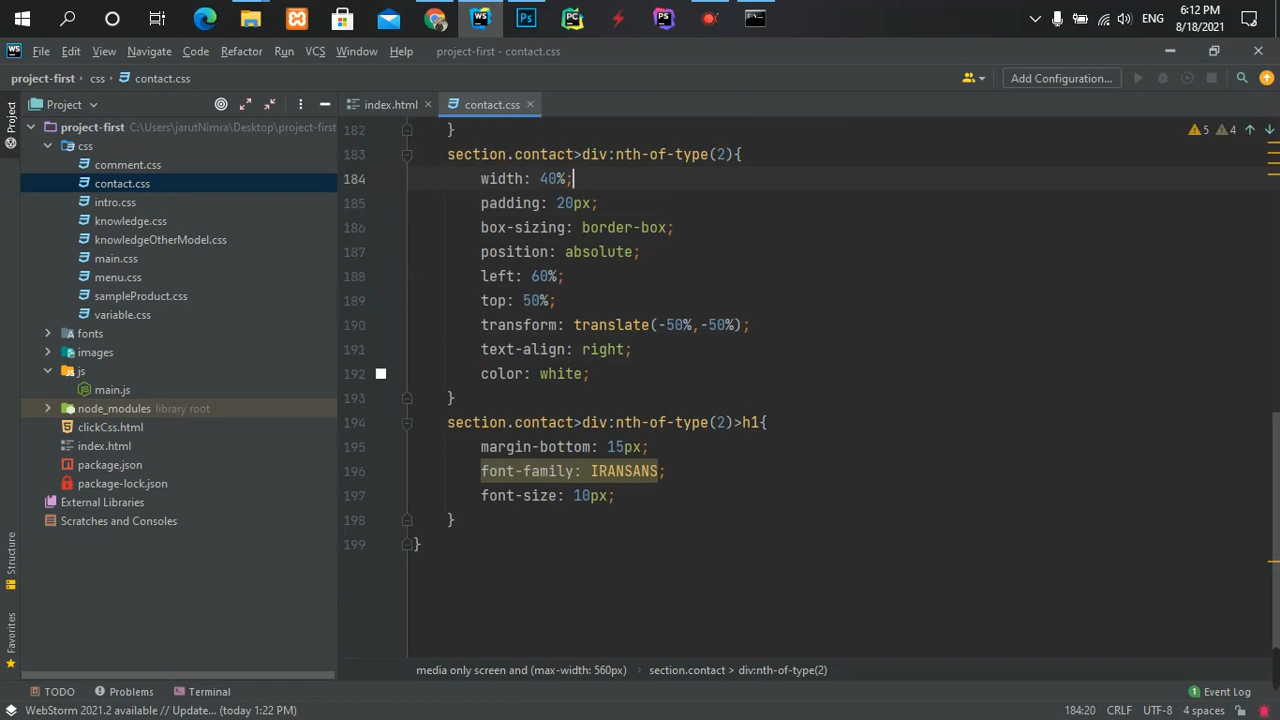 WS Ps PC PS ENG 6:12 PM
8/18/2021
WS File Edit View Navigate Code Refactor Run VCS Window Help project-first - contact.css
project-first css contact.css Add Configuration...
Project index.html contact.css
Project
182 }
183 section.contact>div:nth-of-type(2){
184 width: 40%;
185 padding: 20px;
186 box-sizing: border-box;
187 position: absolute;
188 left: 60%;
189 top: 50%;
190 transform: translate(-50%,-50%);
191 text-align: right;
192 color: white;
193 }
194 section.contact>div:nth-of-type(2)>h1{
195 margin-bottom: 15px;
196 font-family: IRANSANS;
197 font-size: 10px;
198 }
199 }
5 4
project-first C:\Users\jarutNimra\Desktop\project-first
css
comment.css
contact.css
intro.css
knowledge.css
knowledgeOtherModel.css
main.css
menu.css
sampleProduct.css
variable.css
fonts
images
js
main.js
node_modules library root
clickCss.html
index.html
package.json
package-lock.json
External Libraries
Scratches and Consoles
Structure
Favorites
media only screen and (max-width: 560px) section.contact > div:nth-of-type(2)
TODO Problems Terminal 1 Event Log
WebStorm 2021.2 available // Update... (today 1:22 PM) 184:20 CRLF UTF-8 4 spaces